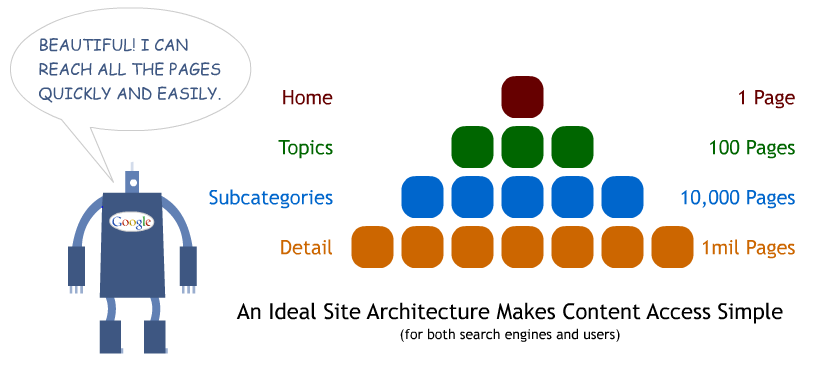 BEAUTIFUL! I CAN
REACH ALL THE PAGES
QUICKLY AND EASILY.
Google
Home 1 Page
Topics 100 Pages
Subcategories 10,000 Pages
Detail 1mil Pages
An Ideal Site Architecture Makes Content Access Simple
(for both search engines and users)